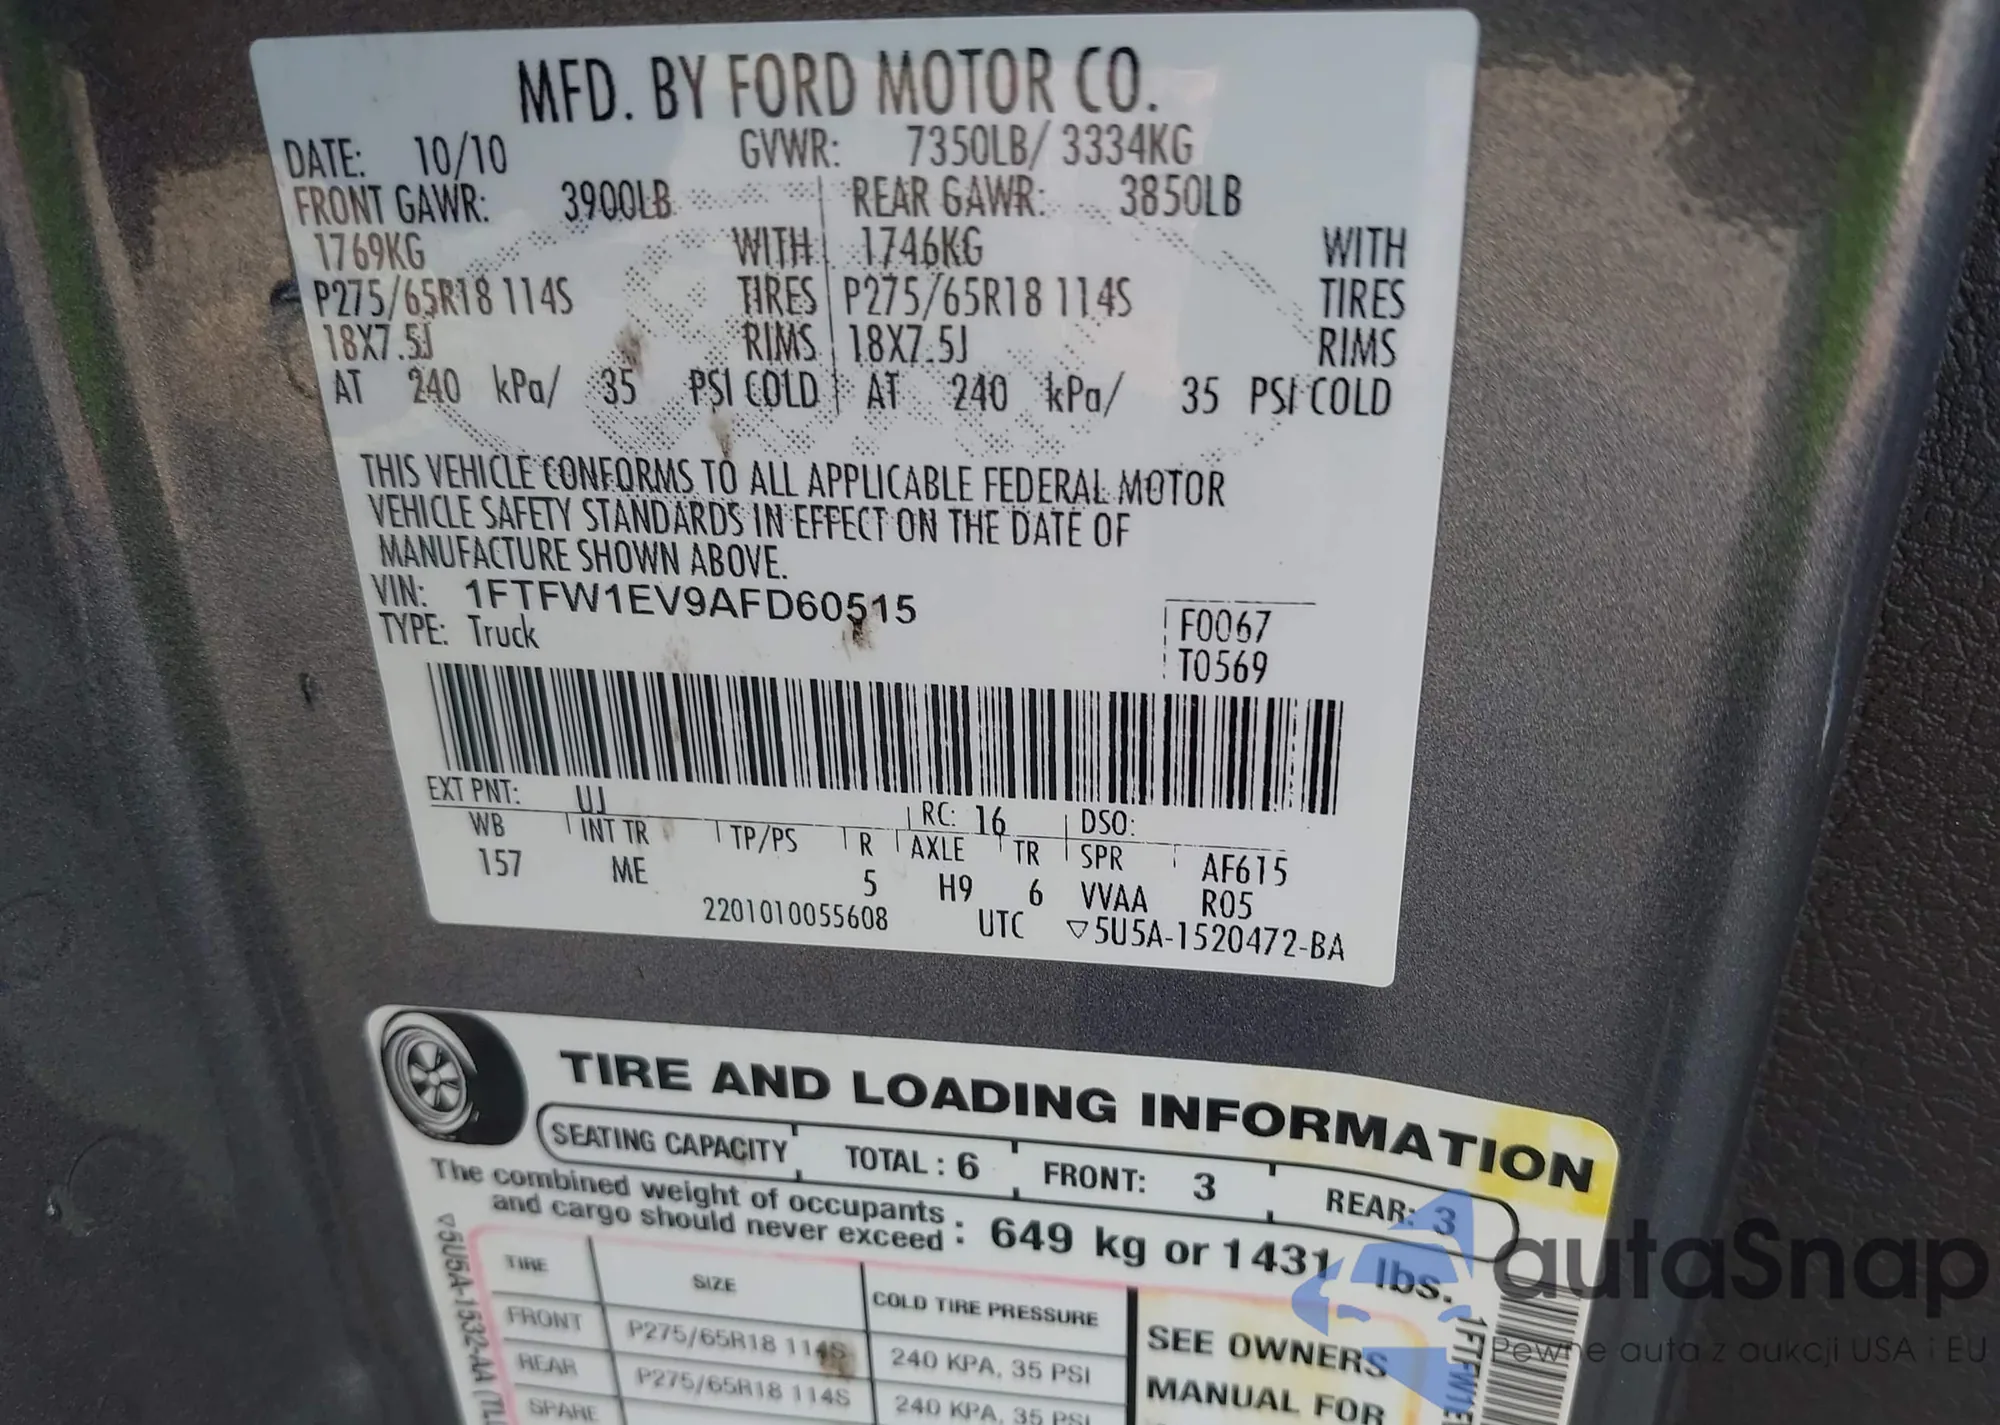 MFD. BY FORD MOTOR CO.
DATE: 10/10 GVWR: 7350LB/ 3334KG
FRONT GAWR: 3900LB REAR GAWR: 3850LB
1769KG WITH 1746KG WITH
P275/65R18 114S TIRES P275/65R18 114S TIRES
18X7.5J RIMS 18X7.5J RIMS
AT 240 kPa/ 35 PSI COLD AT 240 kPa/ 35 PSI COLD
THIS VEHICLE CONFORMS TO ALL APPLICABLE FEDERAL MOTOR
VEHICLE SAFETY STANDARDS IN EFFECT ON THE DATE OF
MANUFACTURE SHOWN ABOVE.
VIN: 1FTFW1EV9AFD60515
TYPE: Truck
F0067
T0569
EXT PNT: UJ RC: 16 DSO:
WB INT TR TP/PS R AXLE TR SPR AF615
157 ME 5 H9 6 VVAA R05
2201010055608 UTC ▽5U5A-1520472-BA
TIRE AND LOADING INFORMATION
SEATING CAPACITY TOTAL : 6 FRONT: 3 REAR: 3
The combined weight of occupants
and cargo should never exceed : 649 kg or 1431 lbs.
TIRE SIZE COLD TIRE PRESSURE
FRONT P275/65R18 114S 240 KPA, 35 PSI
REAR P275/65R18 114S 240 KPA, 35 PSI
SPARE
SEE OWNERS
MANUAL FOR
▽5U5A-1532-AA
1FTFW1E
autaSnap
Pewne auta z aukcji USA i EU